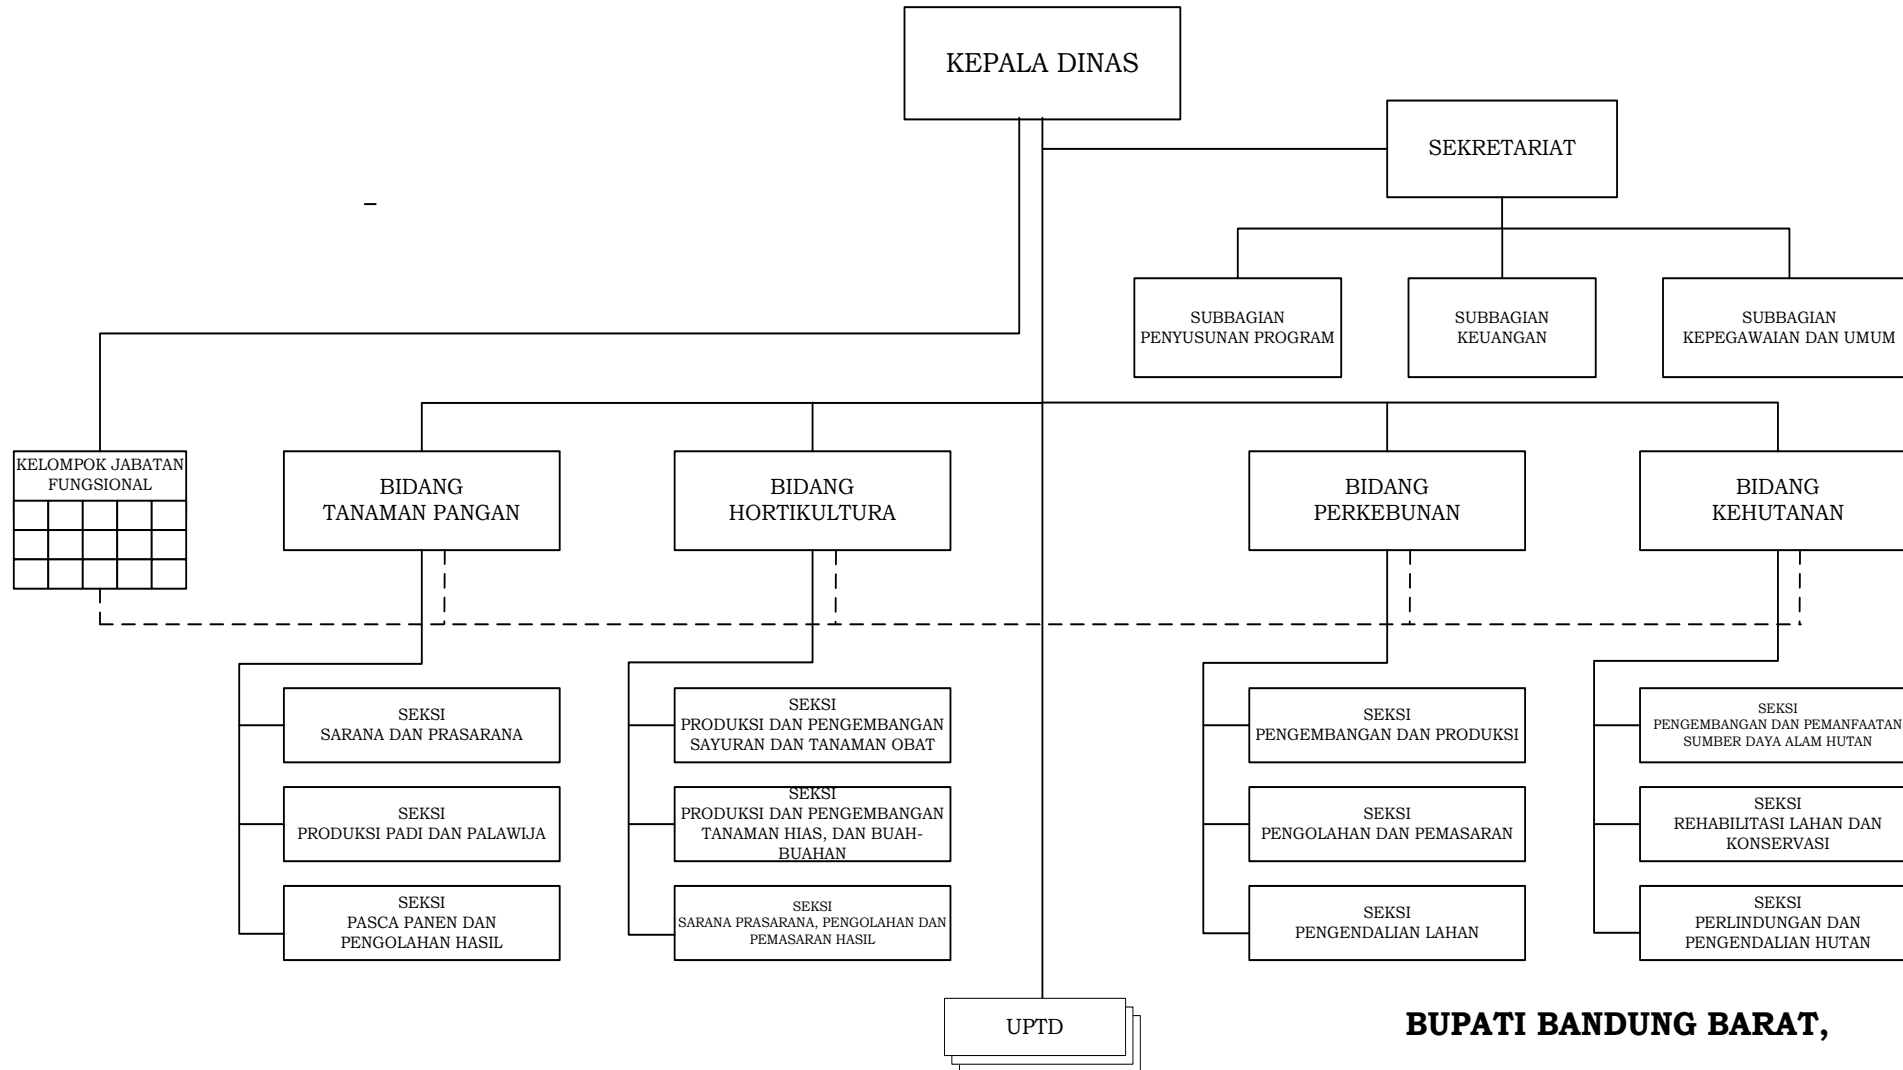 KEPALA DINAS
SEKRETARIAT
SUBBAGIAN
PENYUSUNAN PROGRAM
SUBBAGIAN
KEUANGAN
SUBBAGIAN
KEPEGAWAIAN DAN UMUM
KELOMPOK JABATAN
FUNGSIONAL
BIDANG
TANAMAN PANGAN
BIDANG
HORTIKULTURA
BIDANG
PERKEBUNAN
BIDANG
KEHUTANAN
SEKSI
SARANA DAN PRASARANA
SEKSI
PRODUKSI PADI DAN PALAWIJA
SEKSI
PASCA PANEN DAN
PENGOLAHAN HASIL
SEKSI
PRODUKSI DAN PENGEMBANGAN
SAYURAN DAN TANAMAN OBAT
SEKSI
PRODUKSI DAN PENGEMBANGAN
TANAMAN HIAS, DAN BUAH-
BUAHAN
SEKSI
SARANA PRASARANA, PENGOLAHAN DAN
PEMASARAN HASIL
SEKSI
PENGEMBANGAN DAN PRODUKSI
SEKSI
PENGOLAHAN DAN PEMASARAN
SEKSI
PENGENDALIAN LAHAN
SEKSI
PENGEMBANGAN DAN PEMANFAATAN
SUMBER DAYA ALAM HUTAN
SEKSI
REHABILITASI LAHAN DAN
KONSERVASI
SEKSI
PERLINDUNGAN DAN
PENGENDALIAN HUTAN
UPTD
BUPATI BANDUNG BARAT,